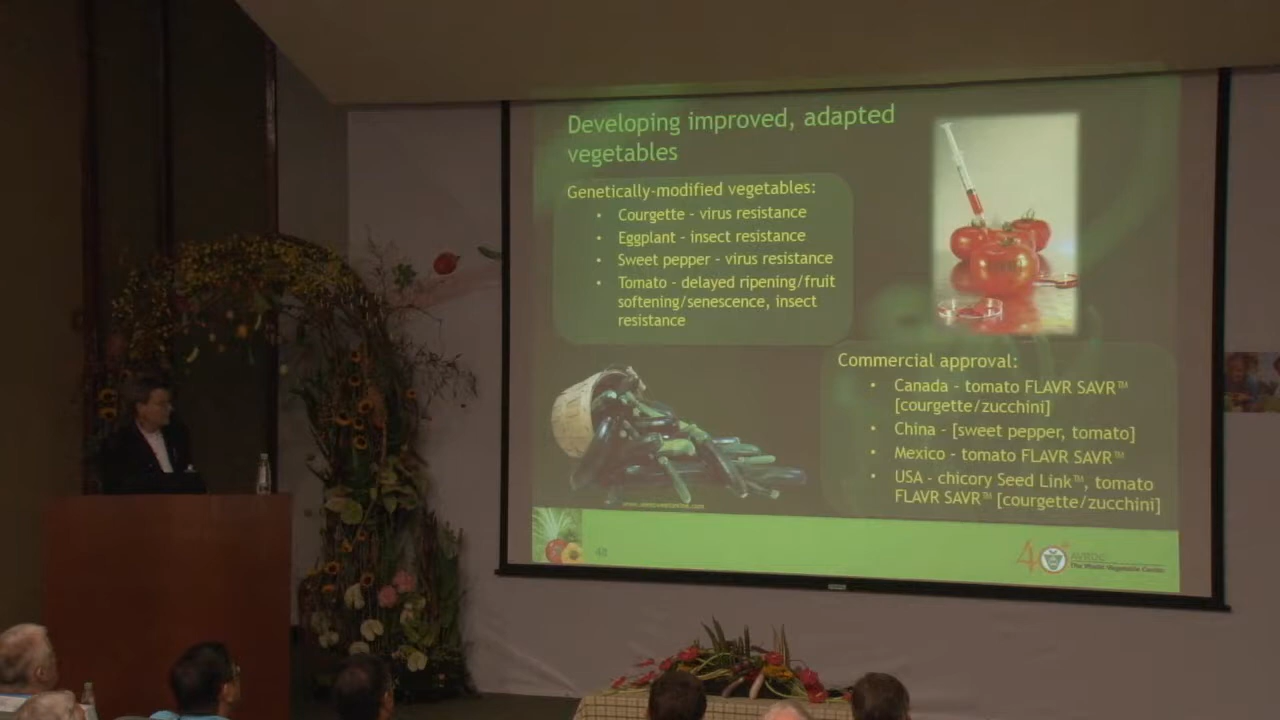 Developing improved, adapted
vegetables
Genetically-modified vegetables:
• Courgette - virus resistance
• Eggplant - insect resistance
• Sweet pepper - virus resistance
• Tomato - delayed ripening/fruit
softening/senescence, insect
resistance
Commercial approval:
• Canada - tomato FLAVR SAVR™
[courgette/zucchini]
• China - [sweet pepper, tomato]
• Mexico - tomato FLAVR SAVR™
• USA - chicory Seed Link™, tomato
FLAVR SAVR™ [courgette/zucchini]
48
40
AVRDC
The World Vegetable Center